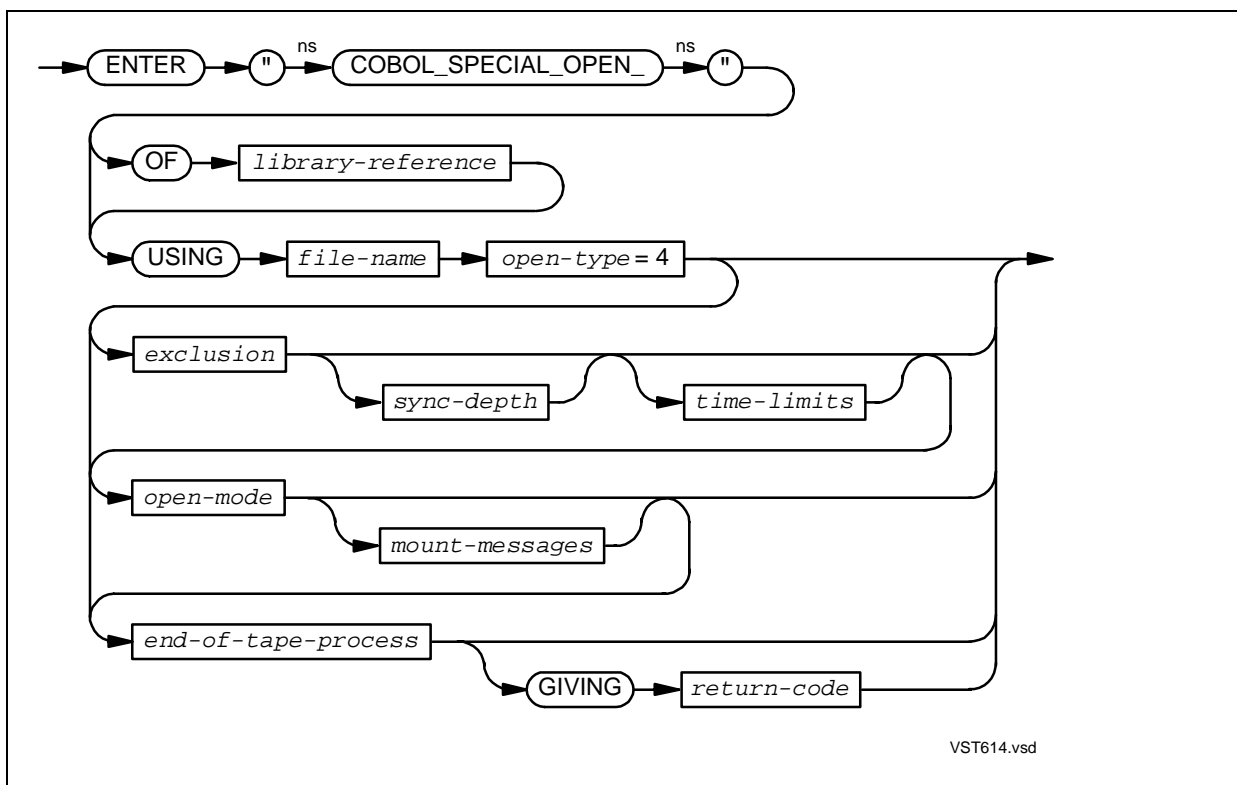 ns ns
ENTER " COBOL_SPECIAL_OPEN_ "
OF library-reference
USING file-name open-type = 4
exclusion
sync-depth time-limits
open-mode
mount-messages
end-of-tape-process
GIVING return-code
VST614.vsd